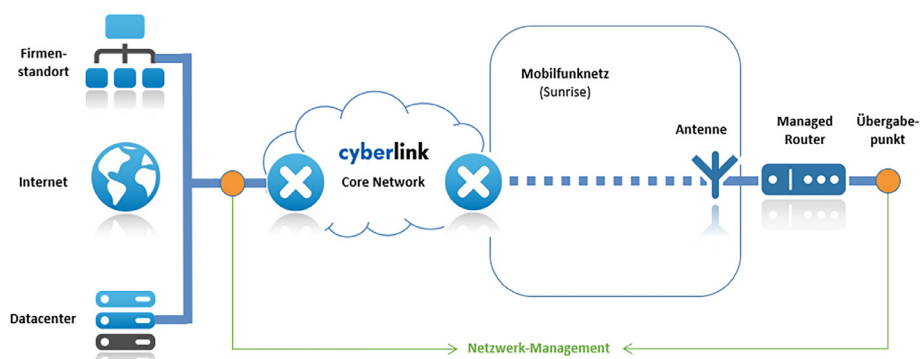 Firmen-
standort
Internet
Datacenter
cyberlink
Core Network
Mobilfunknetz
(Sunrise)
Antenne
Managed
Router
Übergabe-
punkt
Netzwerk-Management